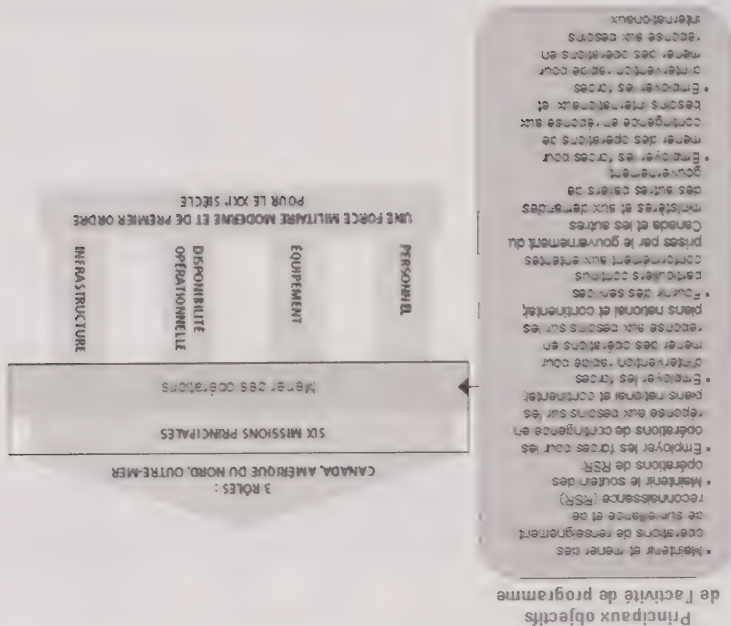 Principaux objectifs
de l'activité de programme
• Maintenir et mener des
opérations de renseignement
de surveillance et de
reconnaissance (RSR)
• Maintenir le soutien des
opérations de RSR
• Employer les forces pour les
opérations de contingence en
réponse aux besoins sur les
plans national et continental;
• Employer les forces
d'intervention rapide pour
mener des opérations en
réponse aux besoins sur les
plans national et continental;
• Fournir des services
particuliers continus
conformément aux ententes
prises par le gouvernement du
Canada et les autres
ministères et aux demandes
des autres paliers de
gouvernement
• Employer les forces pour
mener des opérations de
contingence en réponse aux
besoins internationaux et
• Employer les forces
d'intervention rapide pour
mener des opérations en
réponse aux besoins
internationaux
3 RÔLES :
CANADA, AMÉRIQUE DU NORD, OUTRE-MER
SIX MISSIONS PRINCIPALES
Mener des opérations
PERSONNEL
ÉQUIPEMENT
DISPONIBILITÉ
OPÉRATIONNELLE
INFRASTRUCTURE
UNE FORCE MILITAIRE MODERNE ET DE PREMIER ORDRE
POUR LE XXIe SIÈCLE